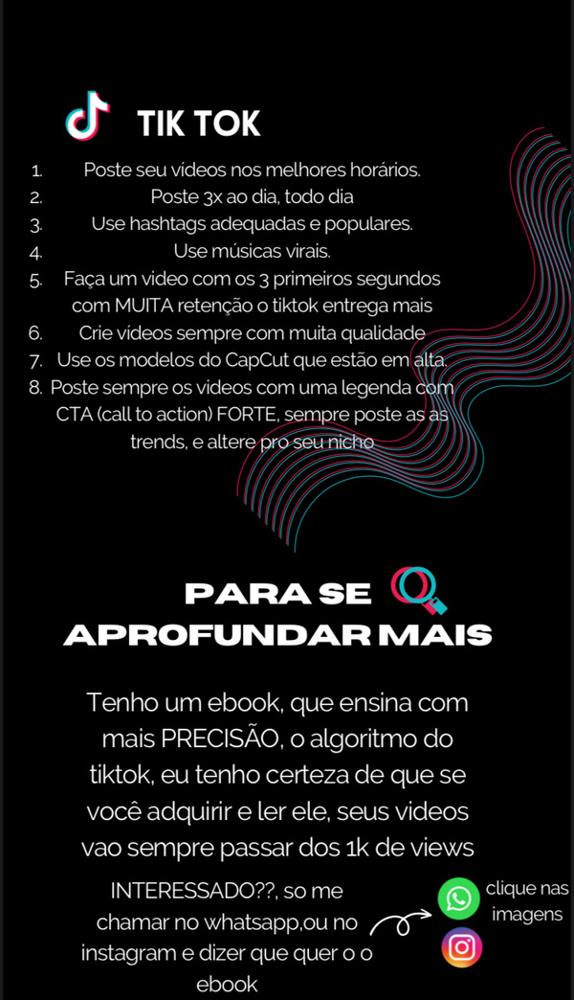 TIK TOK
1. Poste seu vídeos nos melhores horários.
2. Poste 3x ao dia, todo dia
3. Use hashtags adequadas e populares.
4. Use músicas virais.
5. Faça um video com os 3 primeiros segundos
com MUITA retenção o tiktok entrega mais
6. Crie vídeos sempre com muita qualidade
7. Use os modelos do CapCut que estão em alta.
8. Poste sempre os videos com uma legenda com
CTA (call to action) FORTE, sempre poste as as
trends, e altere pro seu nicho
PARA SE
APROFUNDAR MAIS
Tenho um ebook, que ensina com
mais PRECISÃO, o algoritmo do
tiktok, eu tenho certeza de que se
você adquirir e ler ele, seus videos
vao sempre passar dos 1k de views
INTERESSADO??, so me
chamar no whatsapp,ou no
instagram e dizer que quer o o
ebook
clique nas
imagens